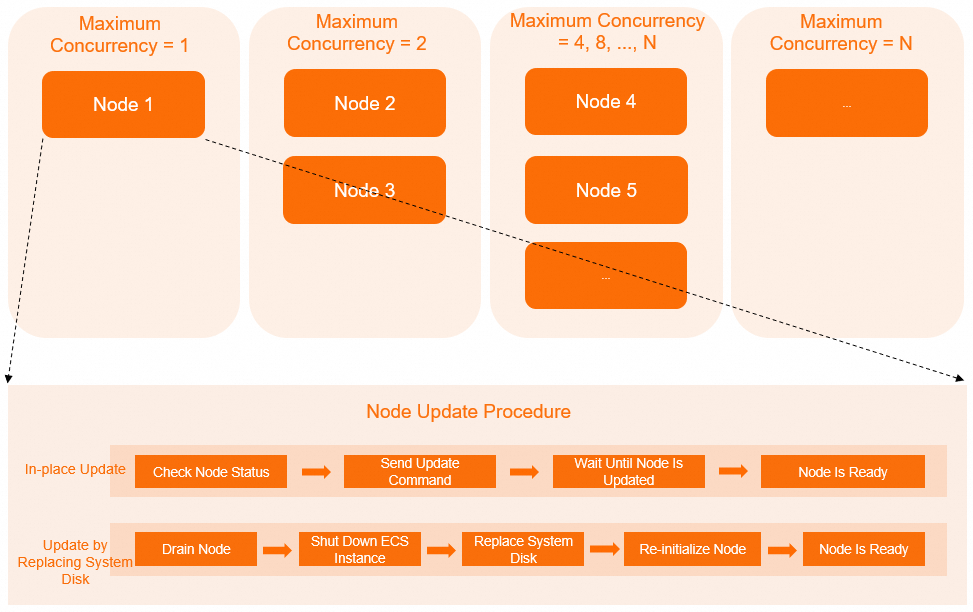 Maximum
Concurrency = 1
Maximum
Concurrency = 2
Maximum Concurrency
= 4, 8, ..., N
Maximum
Concurrency = N
Node 1
Node 2
Node 4
...
Node 3
Node 5
...
Node Update Procedure
In-place Update
Check Node Status
Send Update
Command
Wait Until Node Is
Updated
Node Is Ready
Update by
Replacing System
Disk
Drain Node
Shut Down ECS
Instance
Replace System
Disk
Re-initialize Node
Node Is Ready